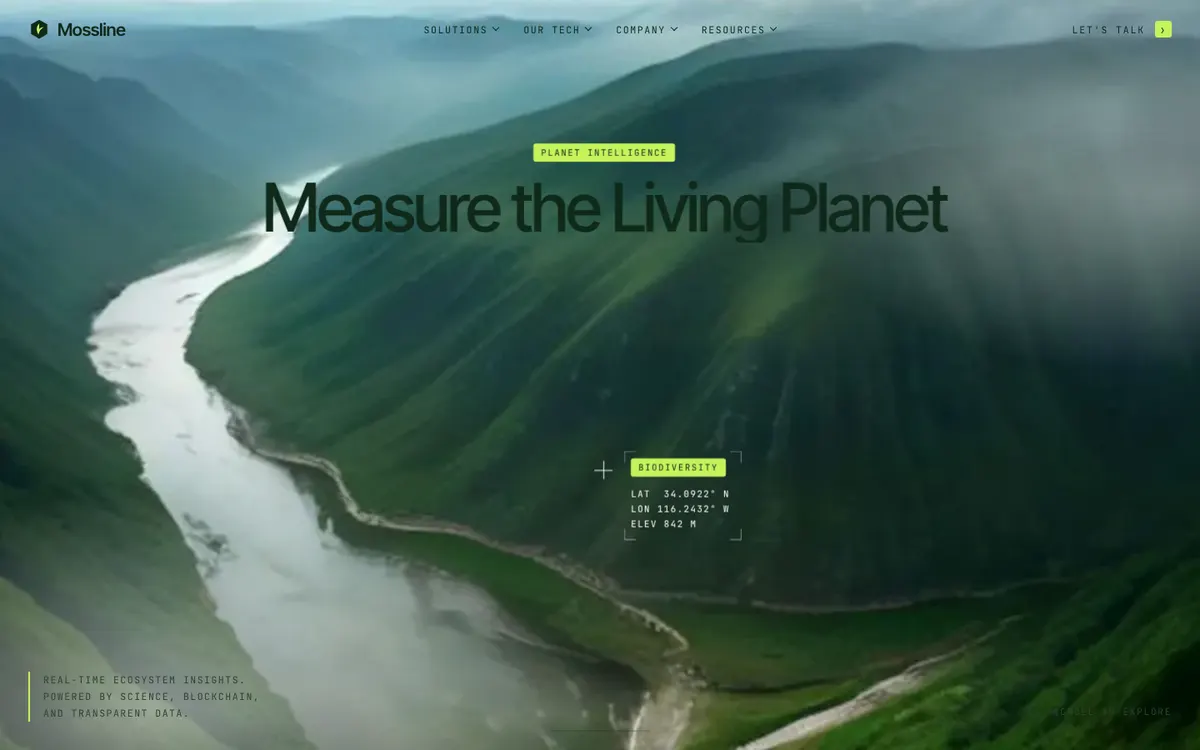 Mossline
SOLUTIONS
OUR TECH
COMPANY
RESOURCES
LET'S TALK
PLANET INTELLIGENCE
Measure the Living Planet
BIODIVERSITY
LAT 34.0922° N
LON 116.2432° W
ELEV 842 M
REAL-TIME ECOSYSTEM INSIGHTS.
POWERED BY SCIENCE, BLOCKCHAIN,
AND TRANSPARENT DATA.
EXPLORE